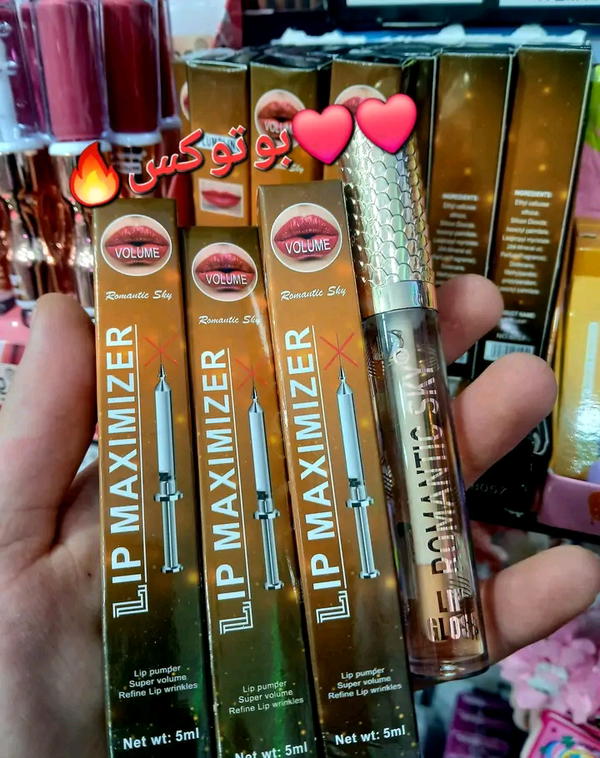 بوتوكس
VOLUME
Romantic Sky
LIP MAXIMIZER
Lip pumper
Super volume
Refine Lip wrinkles
Net wt: 5ml
VOLUME
Romantic Sky
LIP MAXIMIZER
Lip pumper
Super volume
Refine Lip wrinkles
Net wt: 5ml
VOLUME
Romantic Sky
LIP MAXIMIZER
Lip pumper
Super volume
Refine Lip wrinkles
Net wt: 5ml
ROMANTIC SKY
LIP
GLOSS
INGREDIENTS:
INGREDIENTS: